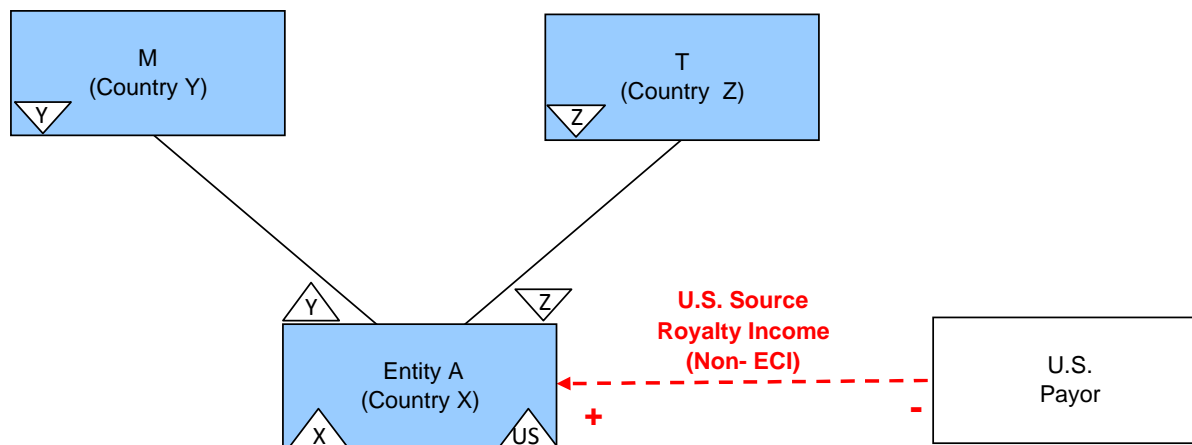 M
(Country Y)
Y
T
(Country Z)
Z
Y
Z
U.S. Source
Royalty Income
(Non- ECI)
Entity A
(Country X)
X
US
+
-
U.S.
Payor